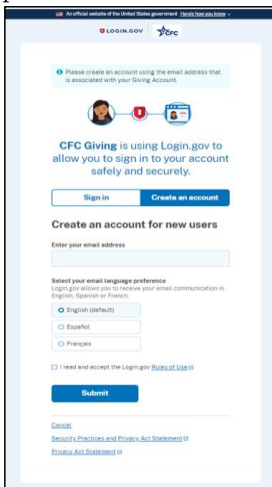 An official website of the United States government Here's how you know
LOGIN.GOV CFC
Please create an account using the email address that
is associated with your Giving Account.
CFC Giving is using Login.gov to
allow you to sign in to your account
safely and securely.
Sign in Create an account
Create an account for new users
Enter your email address
Select your email language preference
Login.gov allows you to receive your email communication in
English, Spanish or French.
English (default)
Español
Français
I read and accept the Login.gov Rules of Use
Submit
Cancel
Security Practices and Privacy Act Statement
Privacy Act Statement